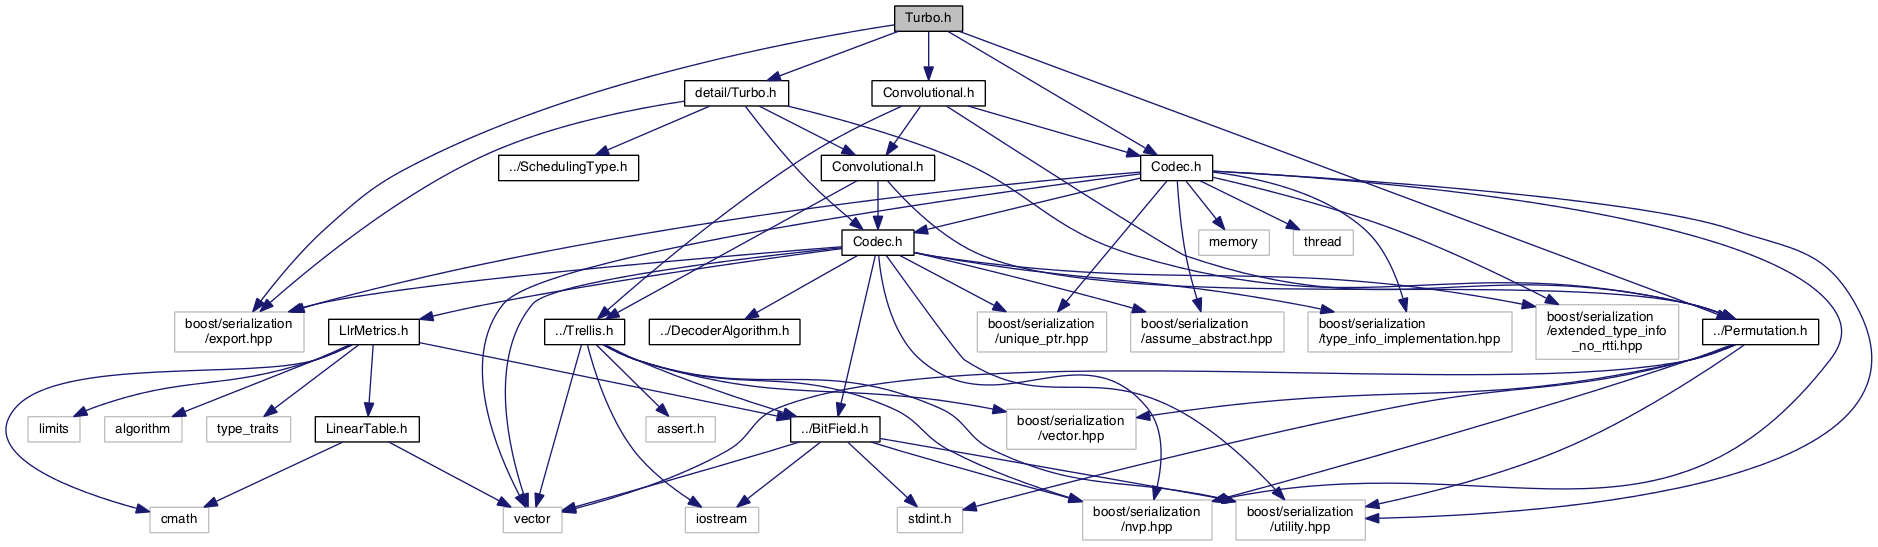 Turbo.h
detail/Turbo.h
Convolutional.h
../SchedulingType.h
Convolutional.h
Codec.h
Codec.h
memory
thread
boost/serialization
/export.hpp
LlrMetrics.h
../Trellis.h
../DecoderAlgorithm.h
boost/serialization
/unique_ptr.hpp
boost/serialization
/assume_abstract.hpp
boost/serialization
/type_info_implementation.hpp
boost/serialization
/extended_type_info
_no_rtti.hpp
../Permutation.h
limits
algorithm
type_traits
LinearTable.h
assert.h
../BitField.h
boost/serialization
/vector.hpp
cmath
vector
iostream
stdint.h
boost/serialization
/nvp.hpp
boost/serialization
/utility.hpp